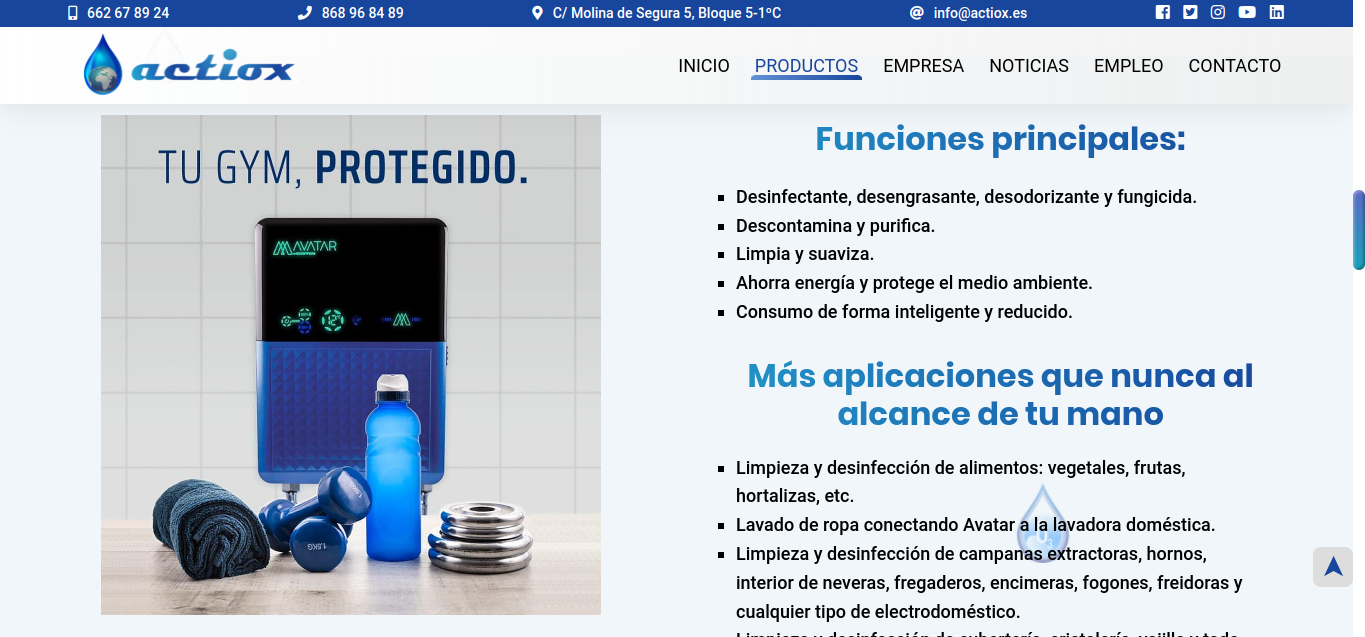 662 67 89 24
868 96 84 89
C/ Molina de Segura 5, Bloque 5-1ºC
info@actiox.es
actiox
INICIO
PRODUCTOS
EMPRESA
NOTICIAS
EMPLEO
CONTACTO
TU GYM, PROTEGIDO.
AVATAR
1,5KG
Funciones principales:
Desinfectante, desengrasante, desodorizante y fungicida.
Descontamina y purifica.
Limpia y suaviza.
Ahorra energía y protege el medio ambiente.
Consumo de forma inteligente y reducido.
Más aplicaciones que nunca al
alcance de tu mano
Limpieza y desinfección de alimentos: vegetales, frutas,
hortalizas, etc.
Lavado de ropa conectando Avatar a la lavadora doméstica.
Limpieza y desinfección de campanas extractoras, hornos,
interior de neveras, fregaderos, encimeras, fogones, freidoras y
cualquier tipo de electrodoméstico.